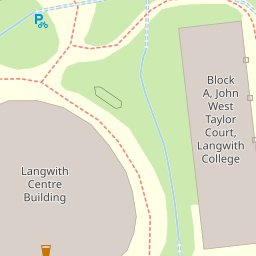 Block
A, John
West
Taylor
Court,
Langwith
College
Langwith
Centre
Building